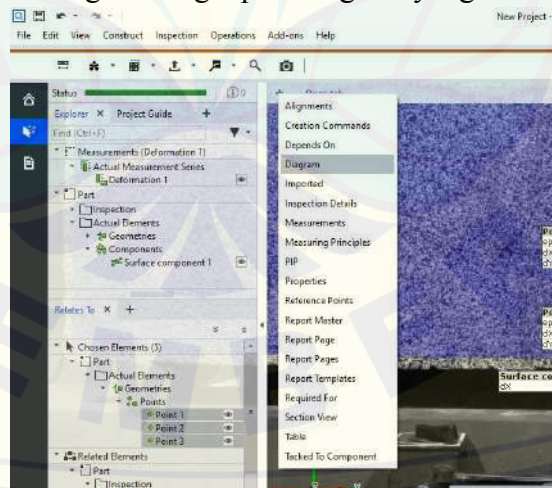 New Project -
File Edit View Construct Inspection Operations Add-ons Help
Status
0
Explorer X Project Guide +
Find (Ctrl+F)
Measurements (Deformation 1)
Actual Measurement Series
Deformation 1
Part
Inspection
Actual Elements
Geometries
Components
Surface component 1
Relates To X +
Chosen Elements (3)
Part
Actual Elements
Geometries
Points
Point 1
Point 2
Point 3
Related Elements
Part
Inspection
Alignments
Creation Commands
Depends On
Diagram
Imported
Inspection Details
Measurements
Measuring Principles
PIP
Properties
Reference Points
Report Master
Report Page
Report Pages
Report Templates
Required For
Section View
Table
Tacked To Component
Surface co
dX